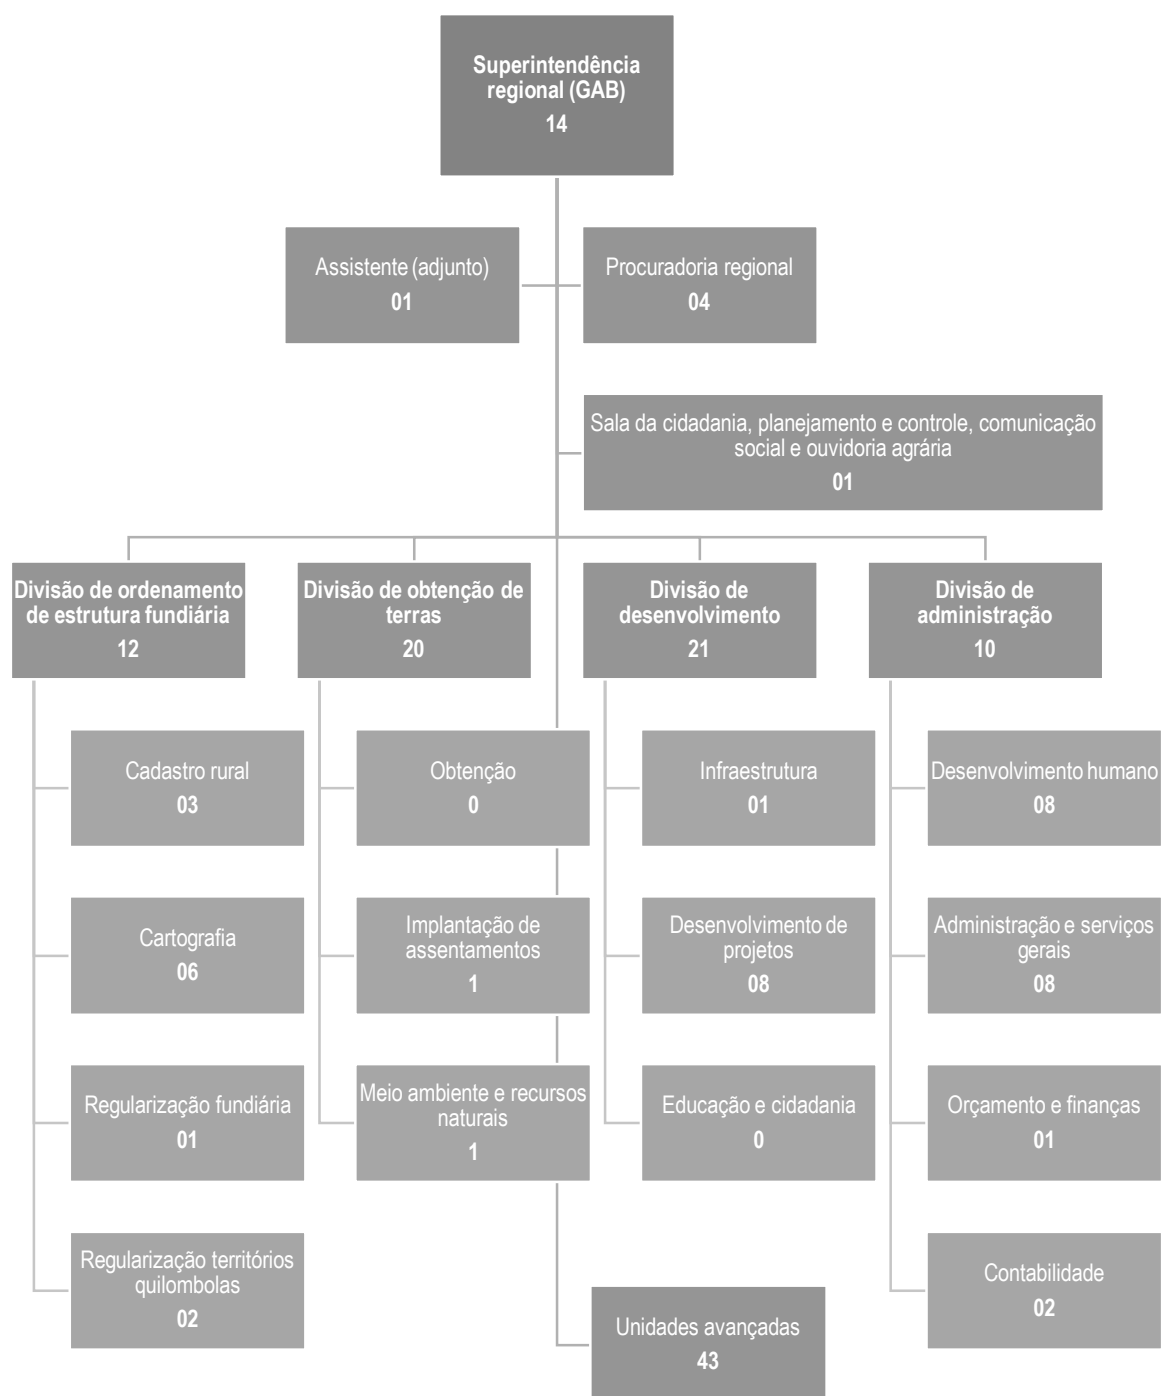 Superintendência
regional (GAB)
14
Assistente (adjunto)
01
Procuradoria regional
04
Sala da cidadania, planejamento e controle, comunicação
social e ouvidoria agrária
01
Divisão de ordenamento
de estrutura fundiária
12
Divisão de obtenção de
terras
20
Divisão de
desenvolvimento
21
Divisão de
administração
10
Cadastro rural
03
Obtenção
0
Infraestrutura
01
Desenvolvimento humano
08
Cartografia
06
Implantação de
assentamentos
1
Desenvolvimento de
projetos
08
Administração e serviços
gerais
08
Regularização fundiária
01
Meio ambiente e recursos
naturais
1
Educação e cidadania
0
Orçamento e finanças
01
Regularização territórios
quilombolas
02
Contabilidade
02
Unidades avançadas
43